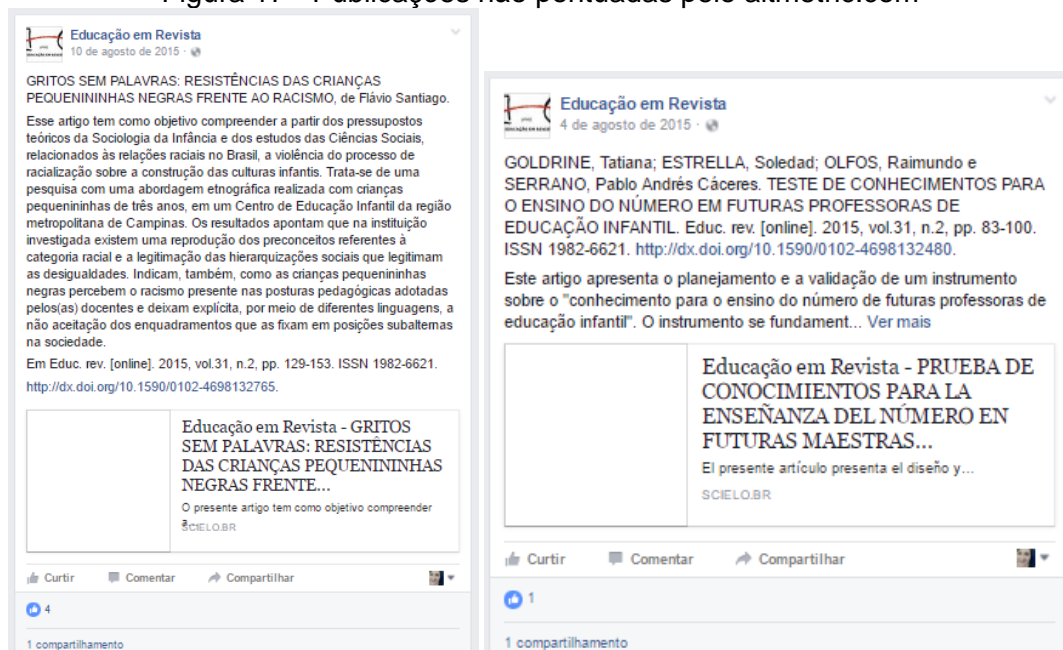 Publicações não pontuadas pelo altmetric.com
Educação em Revista
10 de agosto de 2015 ·
GRITOS SEM PALAVRAS: RESISTÊNCIAS DAS CRIANÇAS
PEQUENININHAS NEGRAS FRENTE AO RACISMO, de Flávio Santiago.
Esse artigo tem como objetivo compreender a partir dos pressupostos
teóricos da Sociologia da Infância e dos estudos das Ciências Sociais,
relacionados às relações raciais no Brasil, a violência do processo de
racialização sobre a construção das culturas infantis. Trata-se de uma
pesquisa com uma abordagem etnográfica realizada com crianças
pequenininhas de três anos, em um Centro de Educação Infantil da região
metropolitana de Campinas. Os resultados apontam que na instituição
investigada existem uma reprodução dos preconceitos referentes à
categoria racial e a legitimação das hierarquizações sociais que legitimam
as desigualdades. Indicam, também, como as crianças pequenininhas
negras percebem o racismo presente nas posturas pedagógicas adotadas
pelos(as) docentes e deixam explícita, por meio de diferentes linguagens, a
não aceitação dos enquadramentos que as fixam em posições subalternas
na sociedade.
Em Educ. rev. [online]. 2015, vol.31, n.2, pp. 129-153. ISSN 1982-6621.
http://dx.doi.org/10.1590/0102-4698132765.
Educação em Revista - GRITOS
SEM PALAVRAS: RESISTÊNCIAS
DAS CRIANÇAS PEQUENININHAS
NEGRAS FRENTE...
O presente artigo tem como objetivo compreender
a...
SCIELO.BR
Curtir Comentar Compartilhar
4
1 compartilhamento
Educação em Revista
4 de agosto de 2015 ·
GOLDRINE, Tatiana; ESTRELLA, Soledad; OLFOS, Raimundo e
SERRANO, Pablo Andrés Cáceres. TESTE DE CONHECIMENTOS PARA
O ENSINO DO NÚMERO EM FUTURAS PROFESSORAS DE
EDUCAÇÃO INFANTIL. Educ. rev. [online]. 2015, vol.31, n.2, pp. 83-100.
ISSN 1982-6621. http://dx.doi.org/10.1590/0102-4698132480.
Este artigo apresenta o planejamento e a validação de um instrumento
sobre o "conhecimento para o ensino do número de futuras professoras de
educação infantil". O instrumento se fundament... Ver mais
Educação em Revista - PRUEBA DE
CONOCIMIENTOS PARA LA
ENSEÑANZA DEL NÚMERO EN
FUTURAS MAESTRAS...
El presente artículo presenta el diseño y...
SCIELO.BR
Curtir Comentar Compartilhar
1
1 compartilhamento